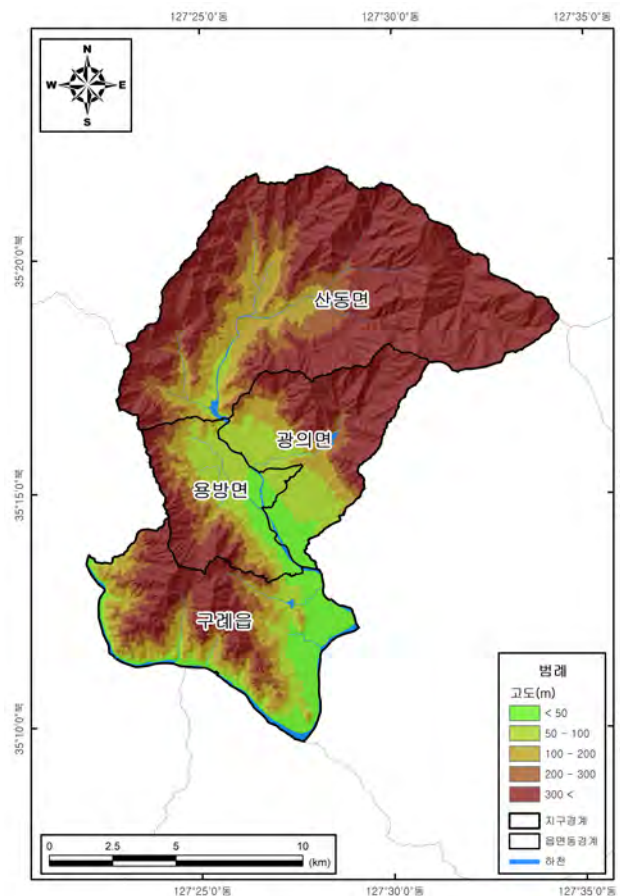 127°25'0"동 127°30'0"동 127°35'0"동
N
W E
S
35°20'0"북
산동면
광의면
35°15'0"북
용방면
구례읍
35°10'0"북
범례
고도(m)
< 50
50 - 100
100 - 200
200 - 300
300 <
지구경계
읍면동경계
하천
0 2.5 5 10
(km)
127°25'0"동 127°30'0"동 127°35'0"동